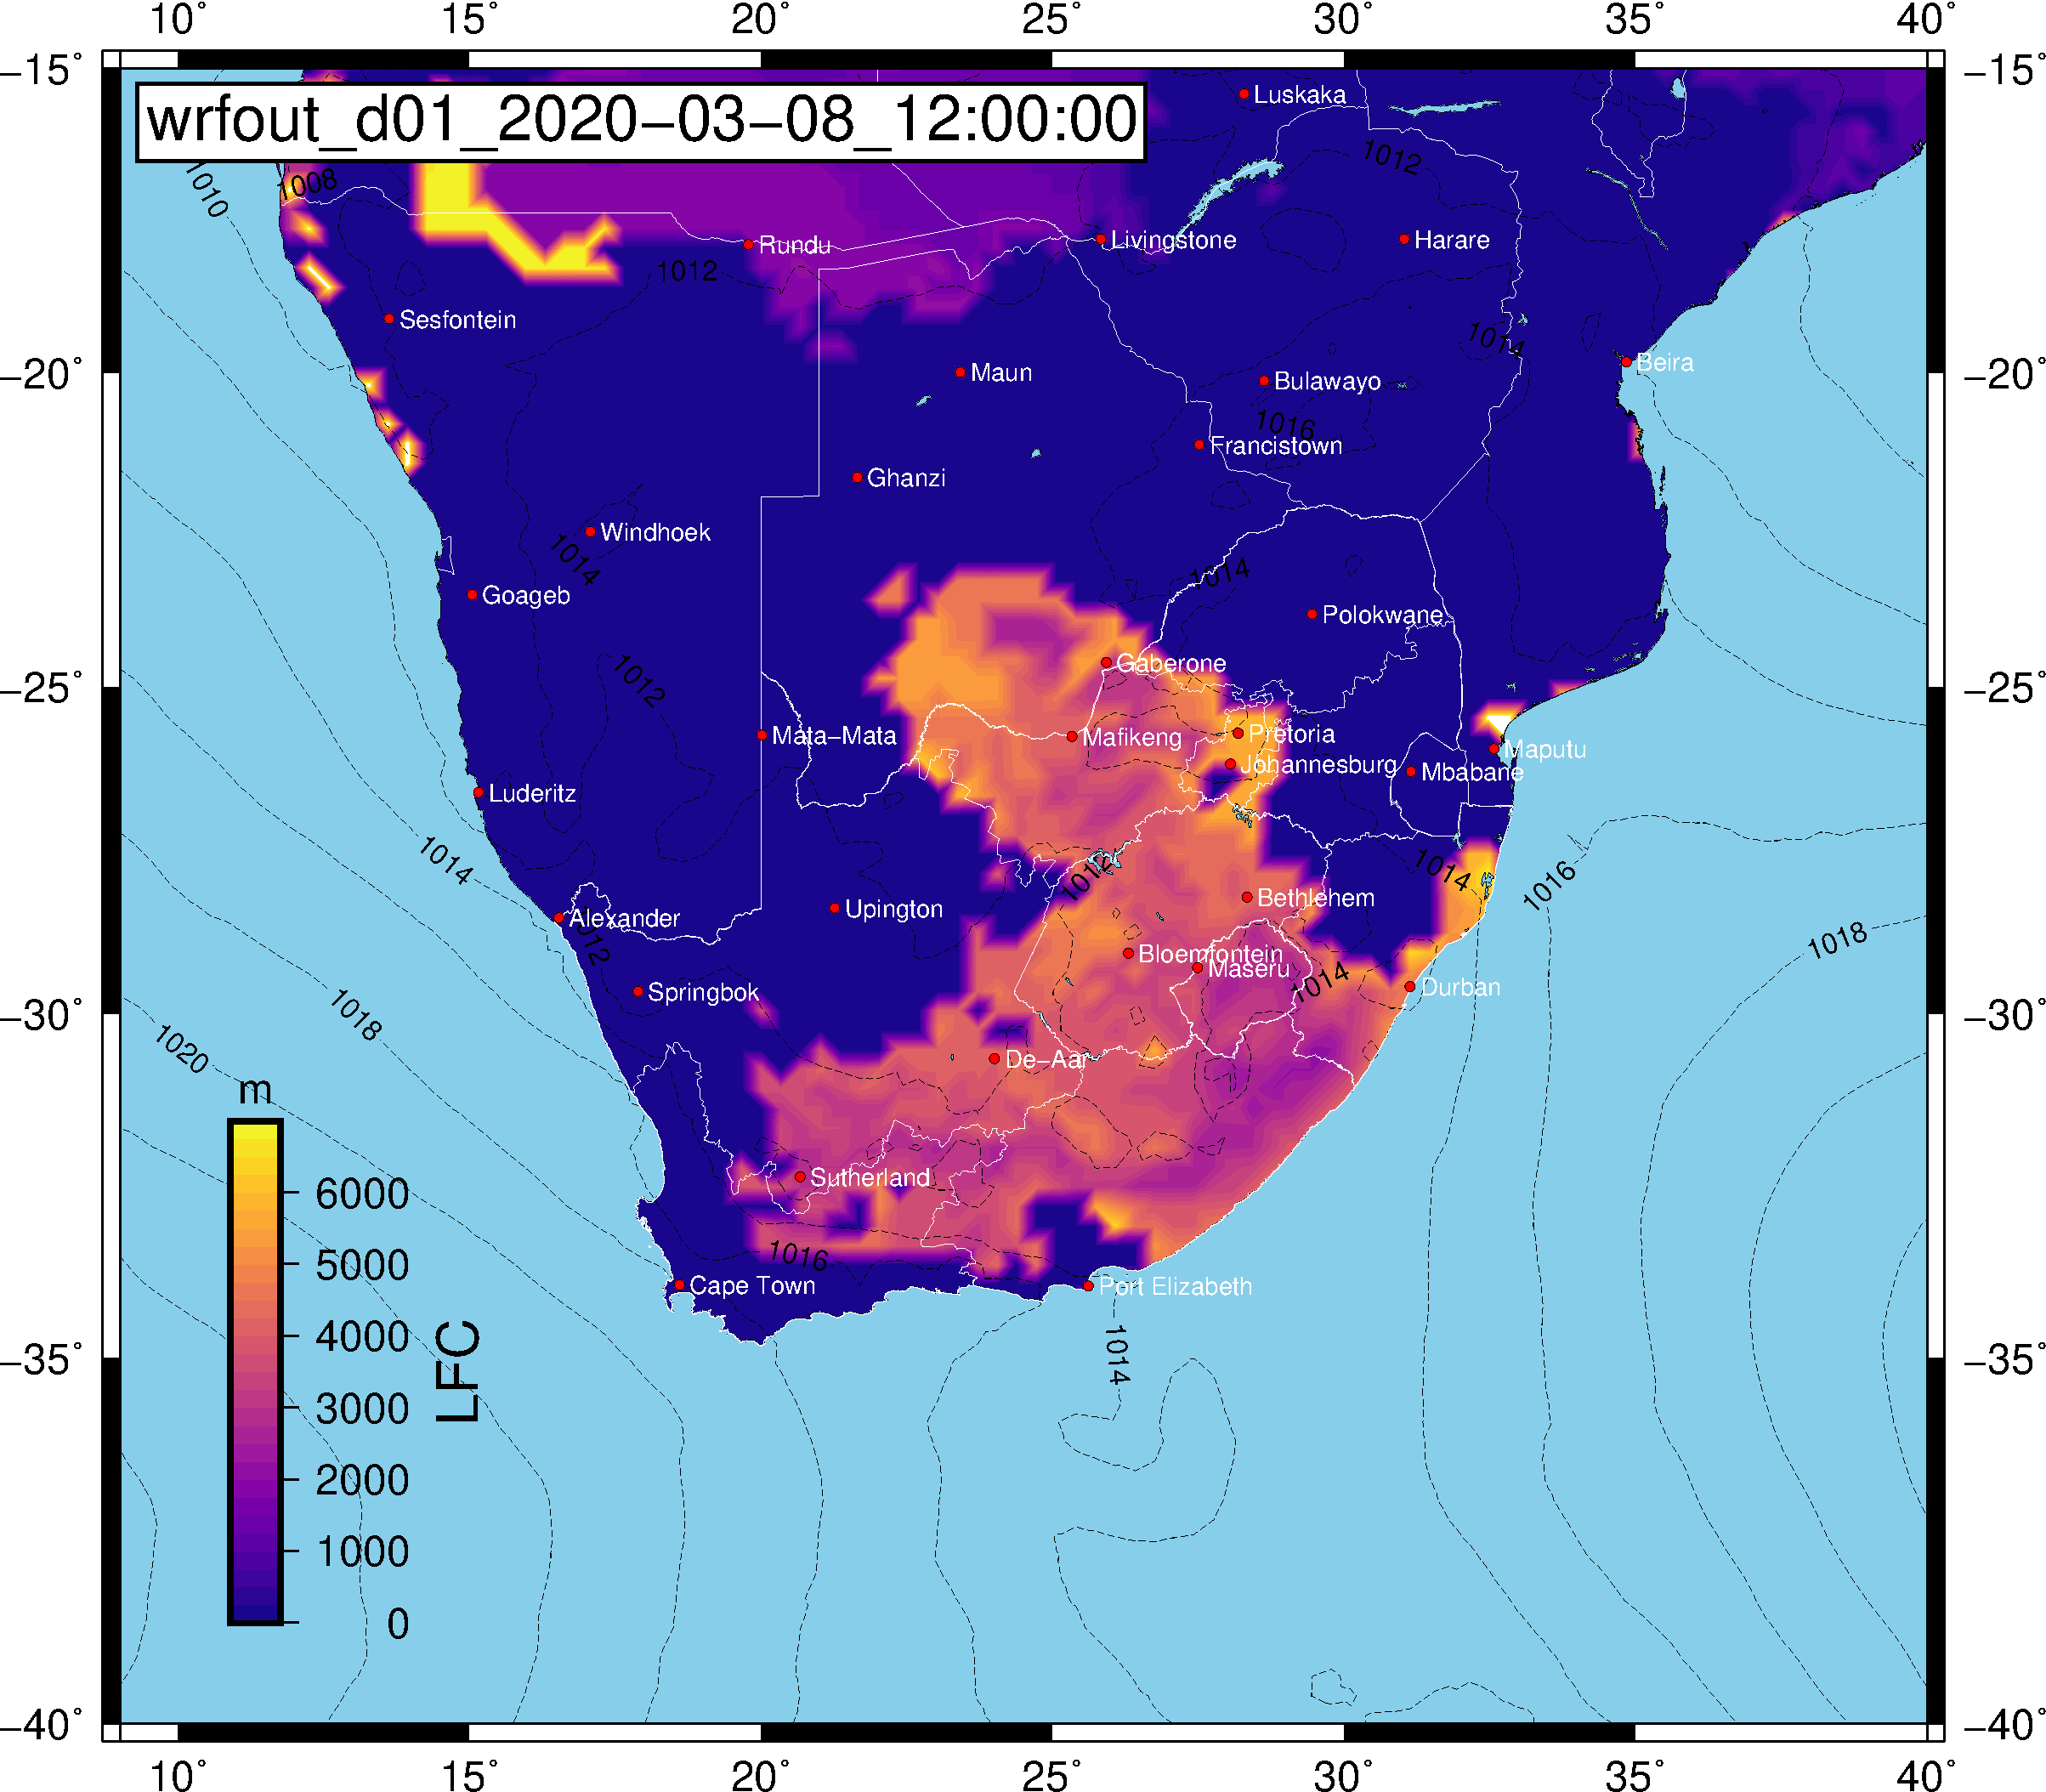 10° 15° 20° 25° 30° 35° 40°
−15° −15°
wrfout_d01_2020−03−08_12:00:00
Luskaka
1012
1010
1008
Rundu
Livingstone
Harare
1012
Sesfontein
1014
−20° −20°
Maun
Bulawayo
Beira
1016
Francistown
Ghanzi
Windhoek
1014
1014
Goageb
Polokwane
Gaberone
1012
−25° −25°
Mata−Mata
Mafikeng
Pretoria
Maputu
Johannesburg
Mbabane
Luderitz
1014
1012
1014
1016
Bethlehem
Alexander
Upington
1012
1018
Bloemfontein
Maseru
1014
Durban
Springbok
1018
−30° −30°
1020
De−Aar
m
Sutherland
6000
1016
5000
Cape Town
Port Elizabeth
4000
1014
−35° −35°
LFC
3000
2000
1000
0
−40° −40°
10° 15° 20° 25° 30° 35° 40°